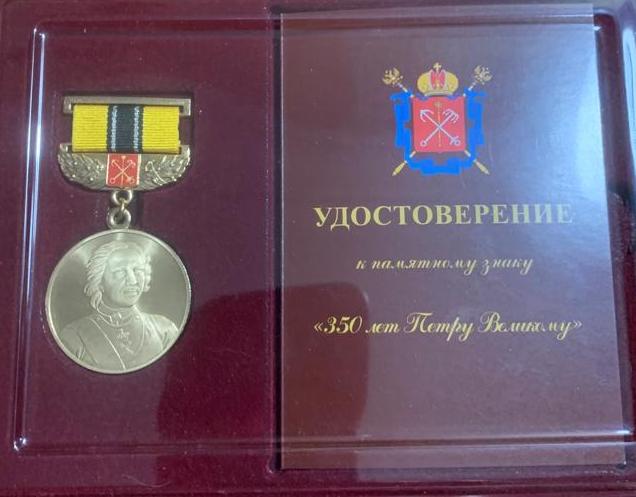 УДОСТОВЕРЕНИЕ
к памятному знаку
«350 лет Петру Великому»